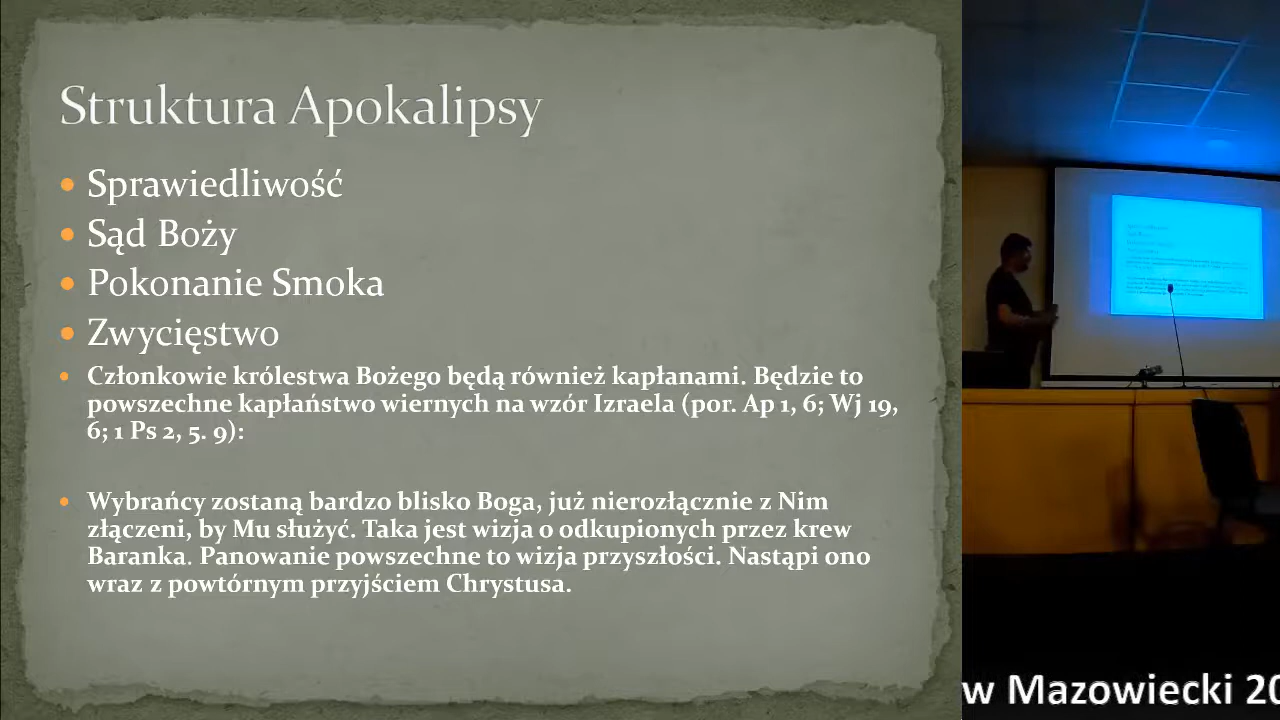 Struktura Apokalipsy
Sprawiedliwość
Sąd Boży
Pokonanie Smoka
Zwycięstwo
Członkowie królestwa Bożego będą również kapłanami. Będzie to
powszechne kapłaństwo wiernych na wzór Izraela (por. Ap 1, 6; Wj 19,
6; 1 Ps 2, 5. 9):
Wybrańcy zostaną bardzo blisko Boga, już nierozłącznie z Nim
złączeni, by Mu służyć. Taka jest wizja o odkupionych przez krew
Baranka. Panowanie powszechne to wizja przyszłości. Nastąpi ono
wraz z powtórnym przyjściem Chrystusa.
w Mazowiecki 20